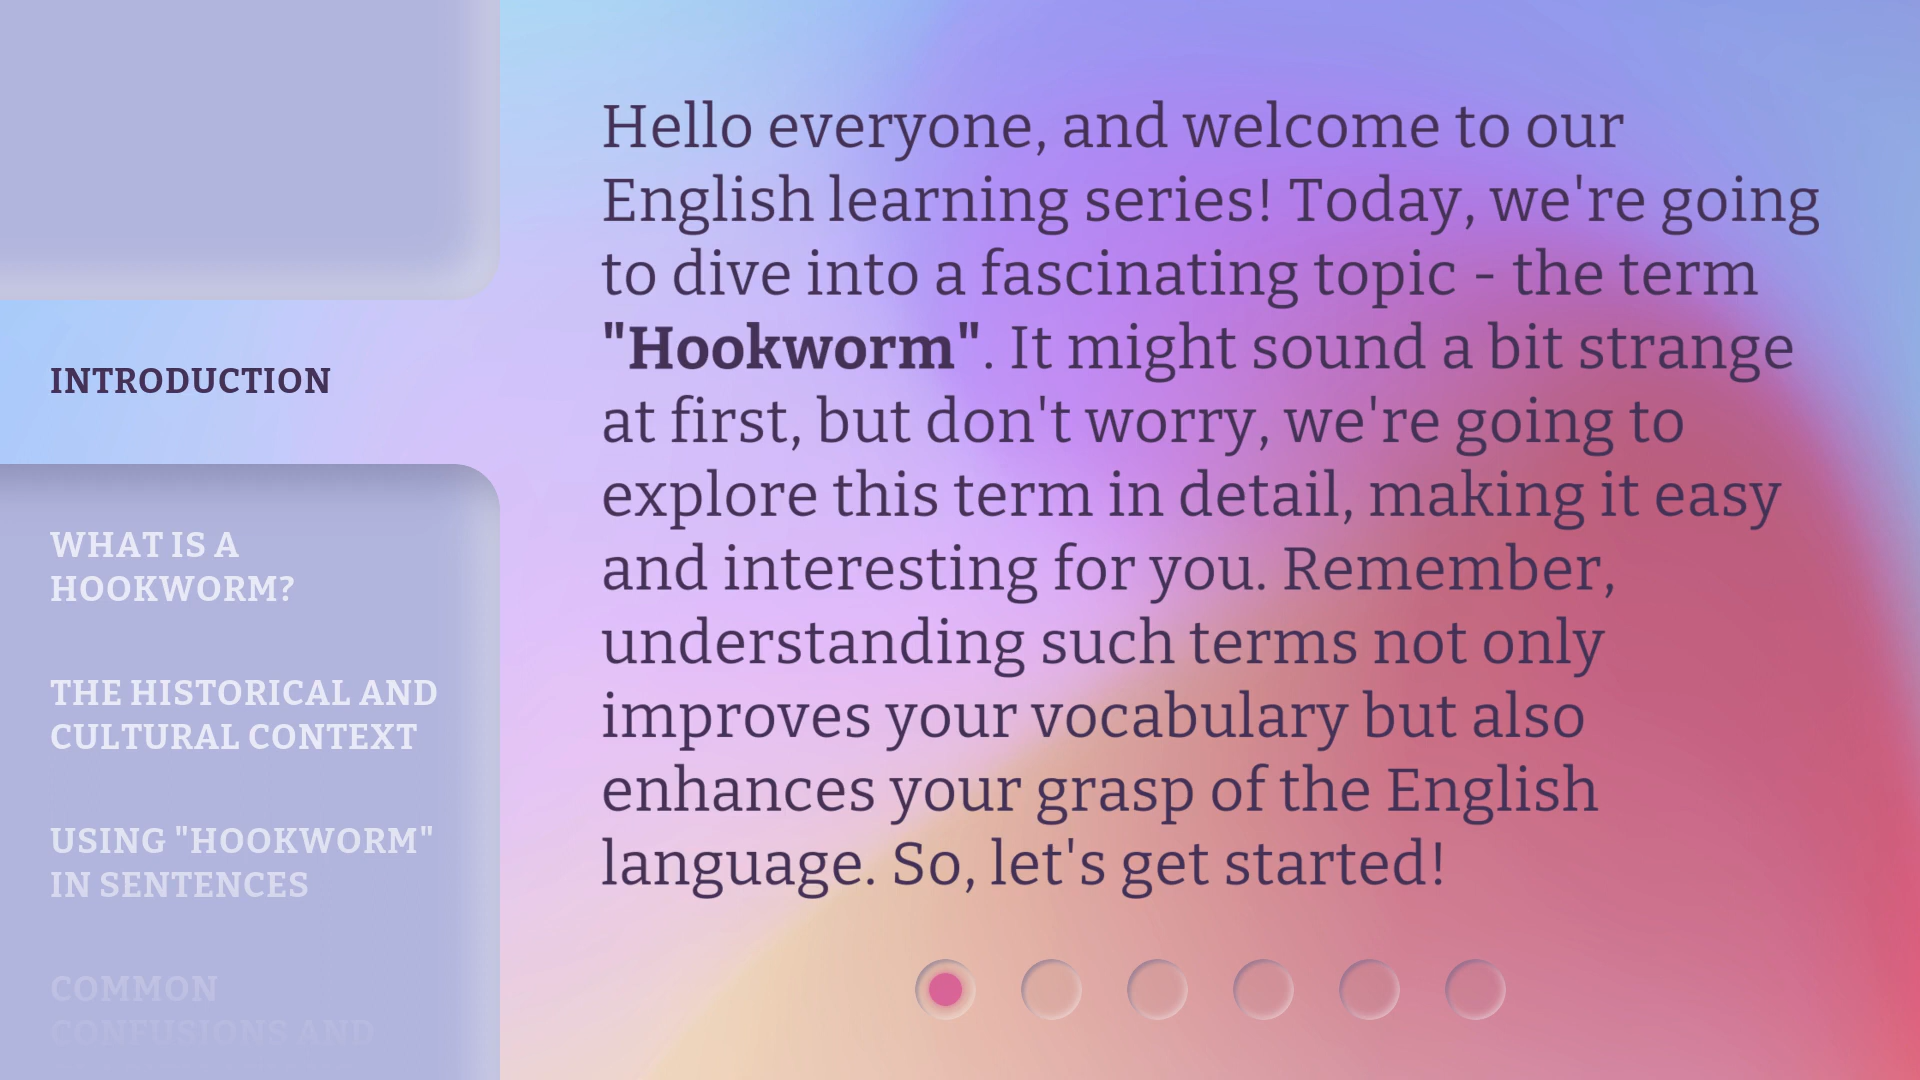 INTRODUCTION
WHAT IS A
HOOKWORM?
THE HISTORICAL AND
CULTURAL CONTEXT
USING "HOOKWORM"
IN SENTENCES
COMMON
CONFUSIONS AND
Hello everyone, and welcome to our
English learning series! Today, we're going
to dive into a fascinating topic - the term
"Hookworm". It might sound a bit strange
at first, but don't worry, we're going to
explore this term in detail, making it easy
and interesting for you. Remember,
understanding such terms not only
improves your vocabulary but also
enhances your grasp of the English
language. So, let's get started!